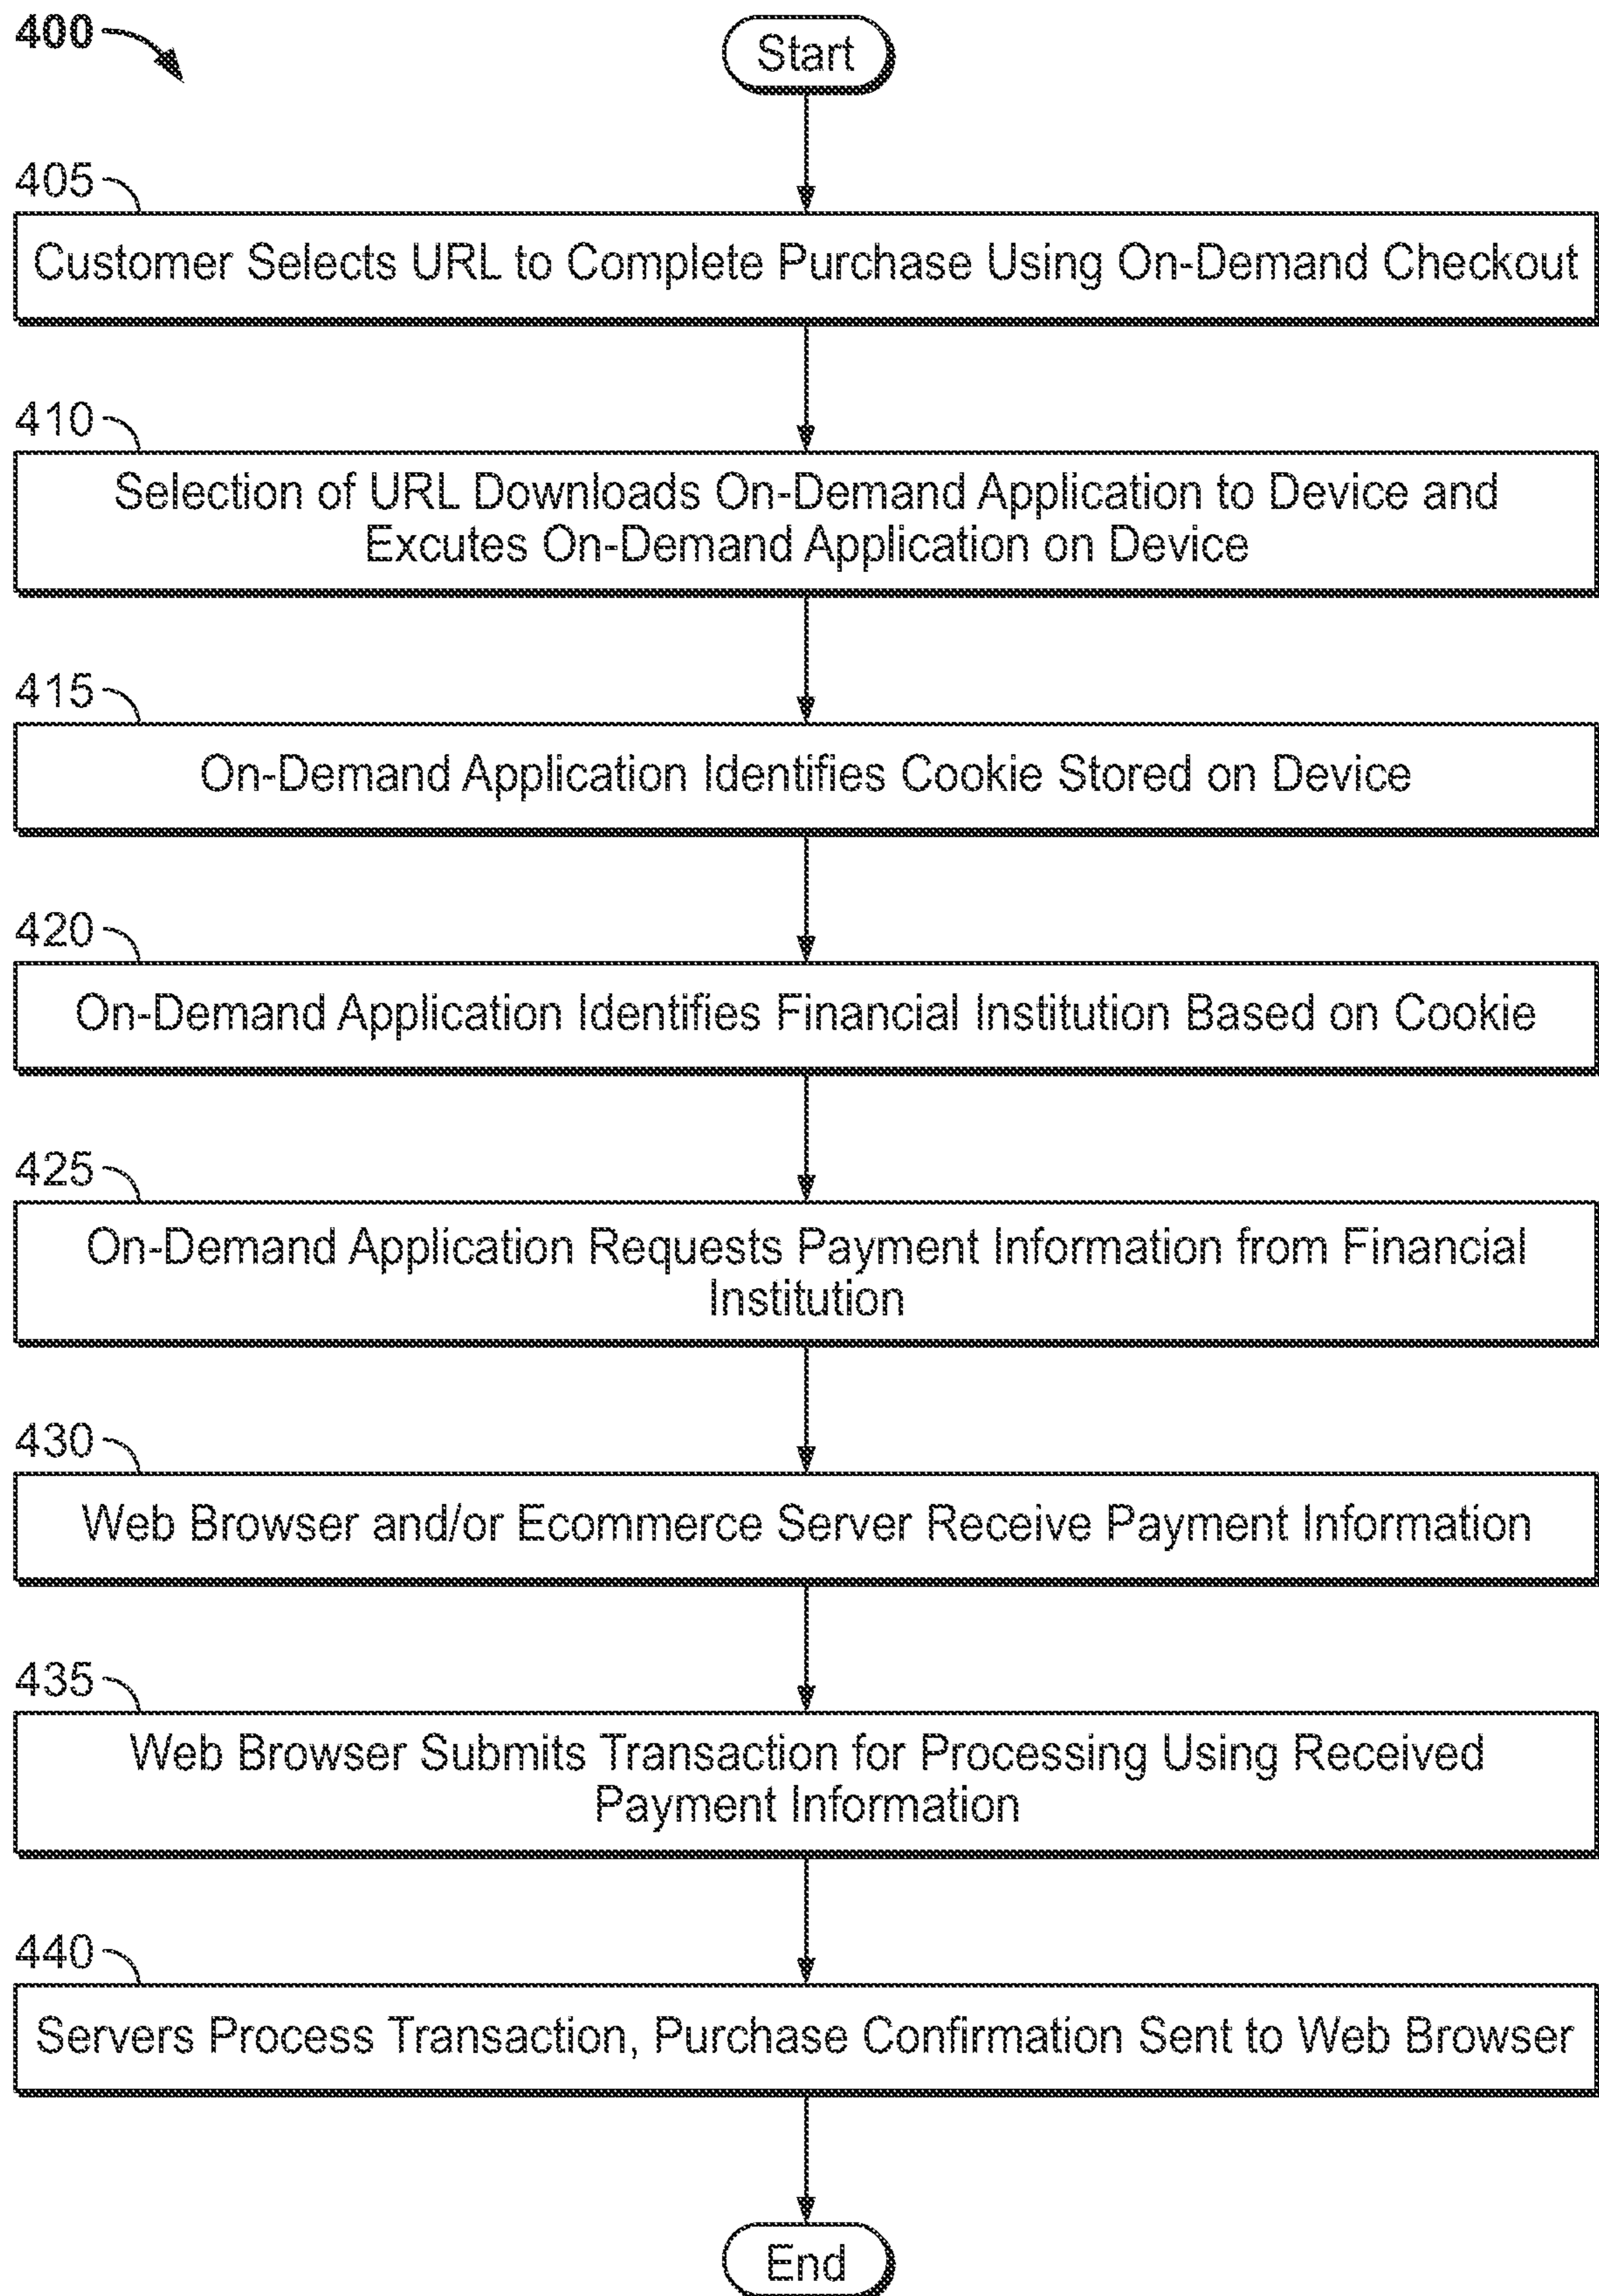 400
Start
405
Customer Selects URL to Complete Purchase Using On-Demand Checkout
410
Selection of URL Downloads On-Demand Application to Device and
Excutes On-Demand Application on Device
415
On-Demand Application Identifies Cookie Stored on Device
420
On-Demand Application Identifies Financial Institution Based on Cookie
425
On-Demand Application Requests Payment Information from Financial
Institution
430
Web Browser and/or Ecommerce Server Receive Payment Information
435
Web Browser Submits Transaction for Processing Using Received
Payment Information
440
Servers Process Transaction, Purchase Confirmation Sent to Web Browser
End